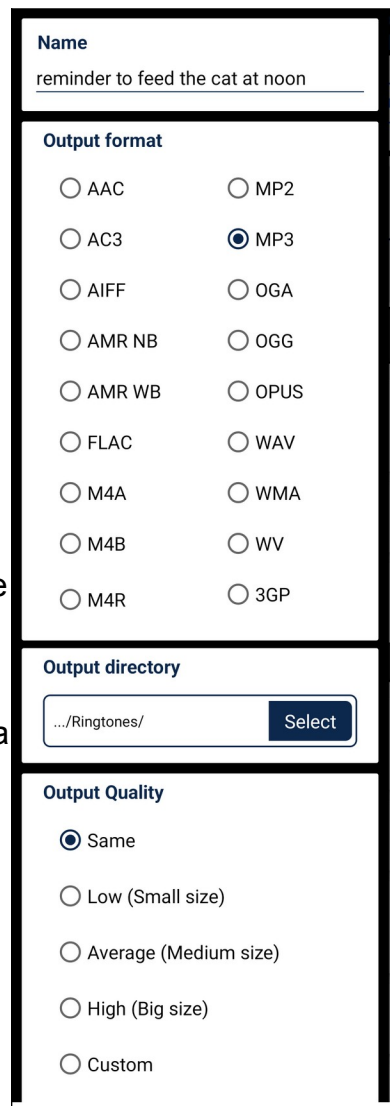 Name
reminder to feed the cat at noon
Output format
AAC
MP2
AC3
MP3
AIFF
OGA
AMR NB
OGG
AMR WB
OPUS
FLAC
WAV
M4A
WMA
M4B
WV
M4R
3GP
e
Output directory
.../Ringtones/
Select
a
Output Quality
Same
Low (Small size)
Average (Medium size)
High (Big size)
Custom